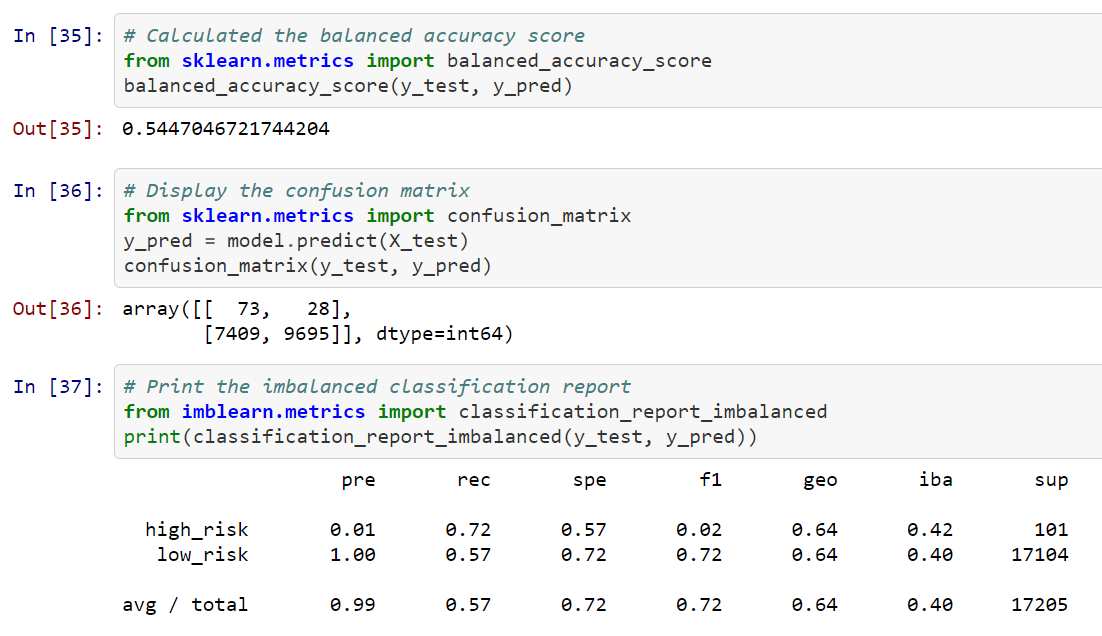 In [35]: # Calculated the balanced accuracy score
from sklearn.metrics import balanced_accuracy_score
balanced_accuracy_score(y_test, y_pred)
Out[35]: 0.5447046721744204
In [36]: # Display the confusion matrix
from sklearn.metrics import confusion_matrix
y_pred = model.predict(X_test)
confusion_matrix(y_test, y_pred)
Out[36]: array([[  73,   28],
       [7409, 9695]], dtype=int64)
In [37]: # Print the imbalanced classification report
from imblearn.metrics import classification_report_imbalanced
print(classification_report_imbalanced(y_test, y_pred))
pre rec spe f1 geo iba sup
high_risk 0.01 0.72 0.57 0.02 0.64 0.42 101
low_risk 1.00 0.57 0.72 0.72 0.64 0.40 17104
avg / total 0.99 0.57 0.72 0.72 0.64 0.40 17205